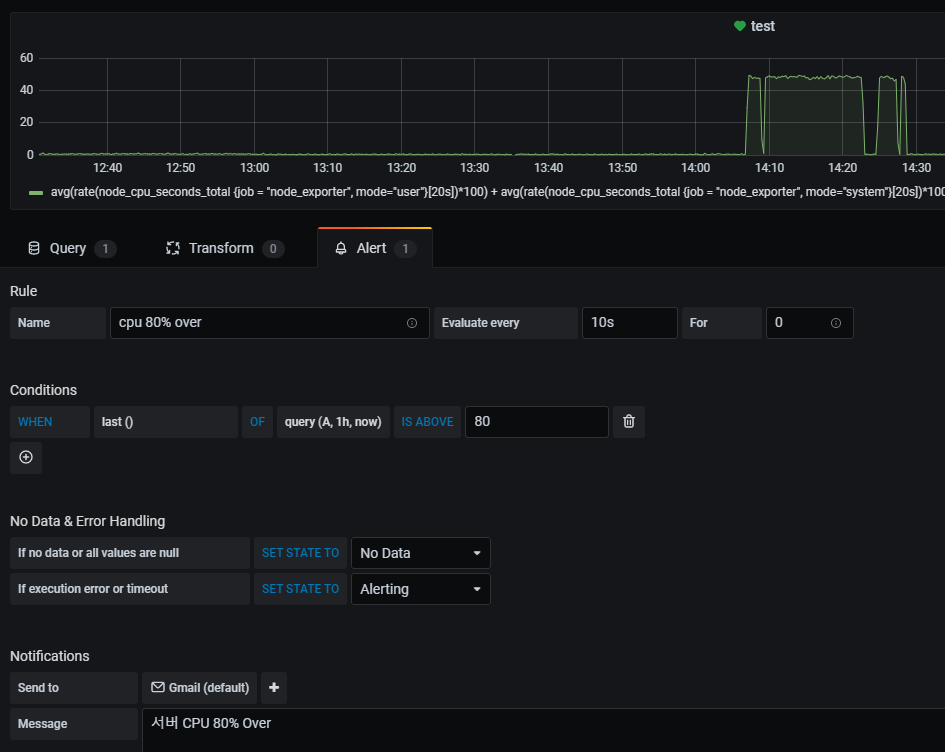 test
60
40
20
0
12:40 12:50 13:00 13:10 13:20 13:30 13:40 13:50 14:00 14:10 14:20 14:30
avg(rate(node_cpu_seconds_total {job = "node_exporter", mode="user"}[20s])*100) + avg(rate(node_cpu_seconds_total {job = "node_exporter", mode="system"}[20s])*100
Query 1 Transform 0 Alert 1
Rule
Name cpu 80% over Evaluate every 10s For 0
Conditions
WHEN last () OF query (A, 1h, now) IS ABOVE 80
No Data & Error Handling
If no data or all values are null SET STATE TO No Data
If execution error or timeout SET STATE TO Alerting
Notifications
Send to Gmail (default)
Message 서버 CPU 80% Over